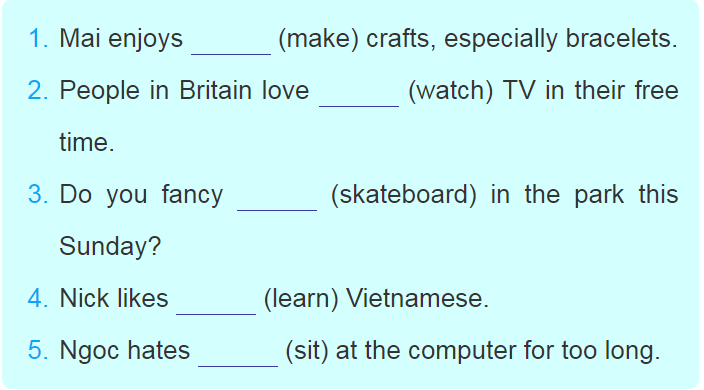 1. Mai enjoys ______ (make) crafts, especially bracelets.
2. People in Britain love ______ (watch) TV in their free
time.
3. Do you fancy ______ (skateboard) in the park this
Sunday?
4. Nick likes ______ (learn) Vietnamese.
5. Ngoc hates ______ (sit) at the computer for too long.